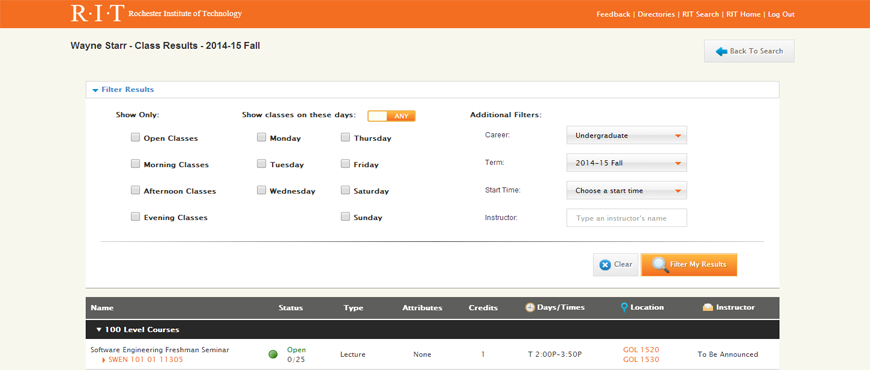 R·I·T Rochester Institute of Technology
Feedback | Directories | RIT Search | RIT Home | Log Out
Wayne Starr - Class Results - 2014-15 Fall
Back To Search
Filter Results
Show Only:
Show classes on these days: ANY
Additional Filters:
Open Classes
Monday
Thursday
Career:
Undergraduate
Morning Classes
Tuesday
Friday
Term:
2014-15 Fall
Afternoon Classes
Wednesday
Saturday
Start Time:
Choose a start time
Evening Classes
Sunday
Instructor:
Type an instructor's name
Clear
Filter My Results
Name Status Type Attributes Credits Days/Times Location Instructor
100 Level Courses
Software Engineering Freshman Seminar
SWEN 101 01 11305
Open
0/25
Lecture
None
1
T 2:00P-3:50P
GOL 1520
GOL 1530
To Be Announced